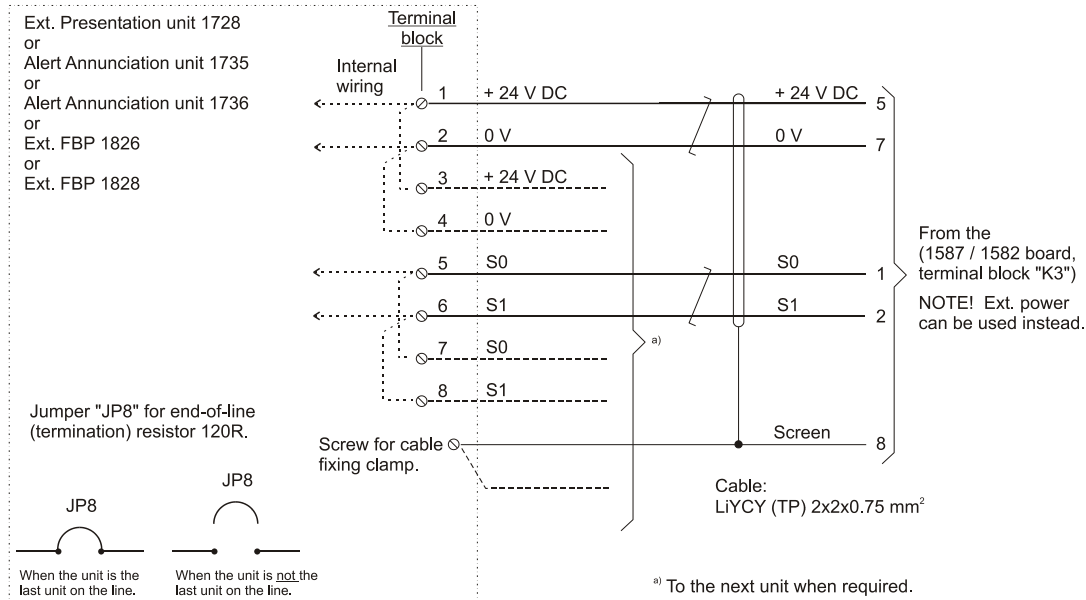 Ext. Presentation unit 1728
or
Alert Annunciation unit 1735
or
Alert Annunciation unit 1736
or
Ext. FBP 1826
or
Ext. FBP 1828
Terminal
block
Internal
wiring
1 + 24 V DC + 24 V DC 5
2 0 V 0 V 7
3 + 24 V DC
4 0 V
5 S0 S0 1
6 S1 S1 2
7 S0
8 S1
a)
From the
(1587 / 1582 board,
terminal block "K3")
NOTE! Ext. power
can be used instead.
Screw for cable
fixing clamp.
Screen 8
Cable:
LiYCY (TP) 2x2x0.75 mm²
Jumper "JP8" for end-of-line
(termination) resistor 120R.
JP8
When the unit is the
last unit on the line.
JP8
When the unit is not the
last unit on the line.
a) To the next unit when required.